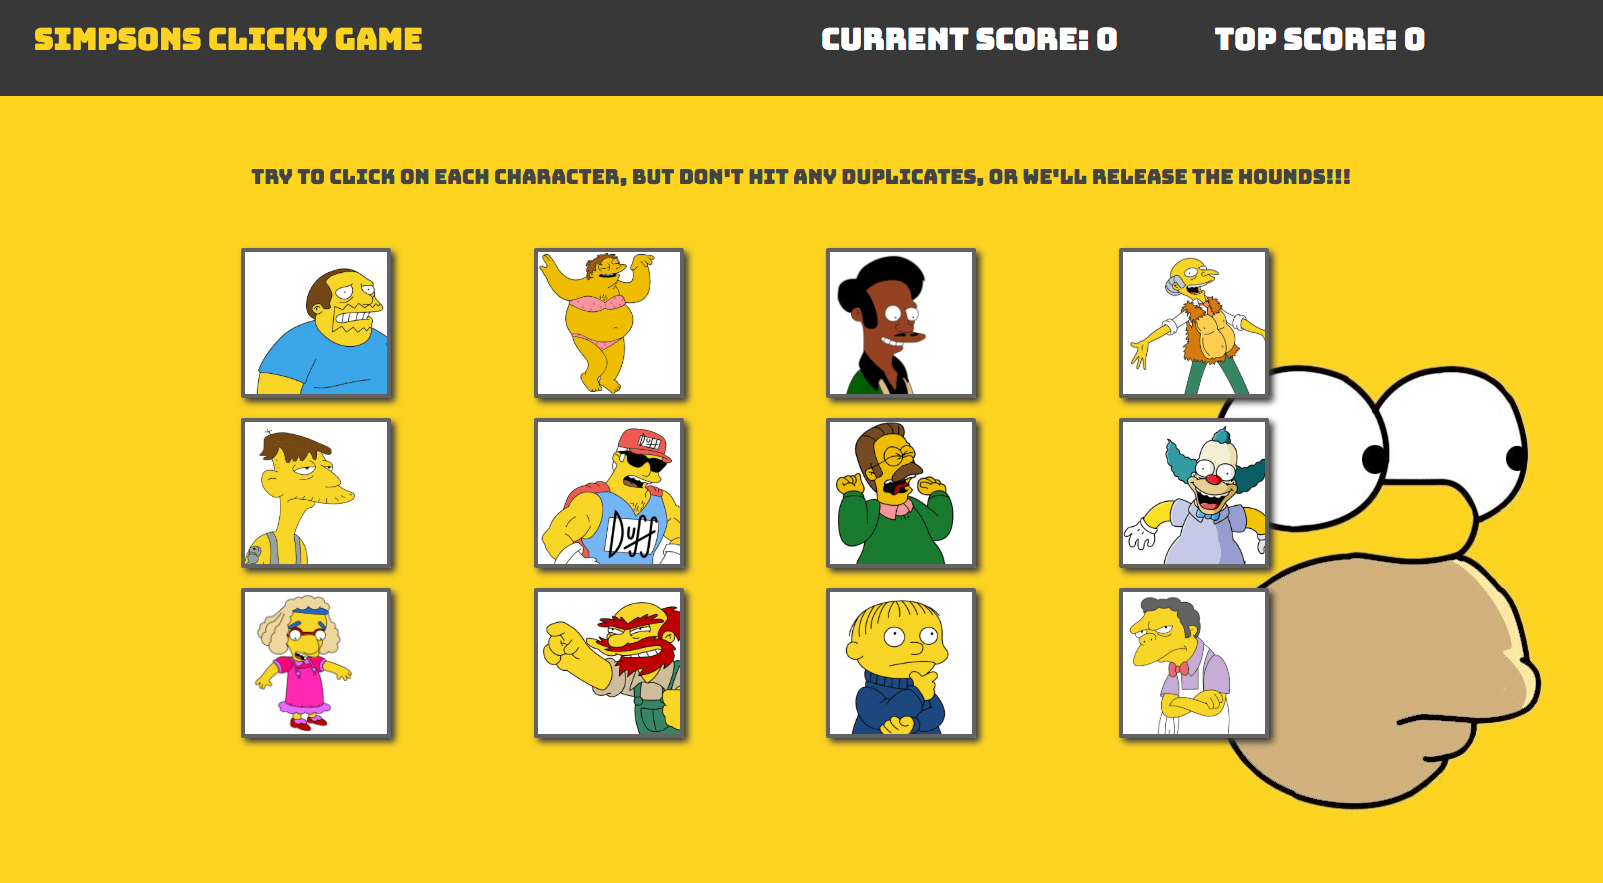 SIMPSONS CLICKY GAME
CURRENT SCORE: 0
TOP SCORE: 0
TRY TO CLICK ON EACH CHARACTER, BUT DON'T HIT ANY DUPLICATES, OR WE'LL RELEASE THE HOUNDS!!!
Duff
Duff